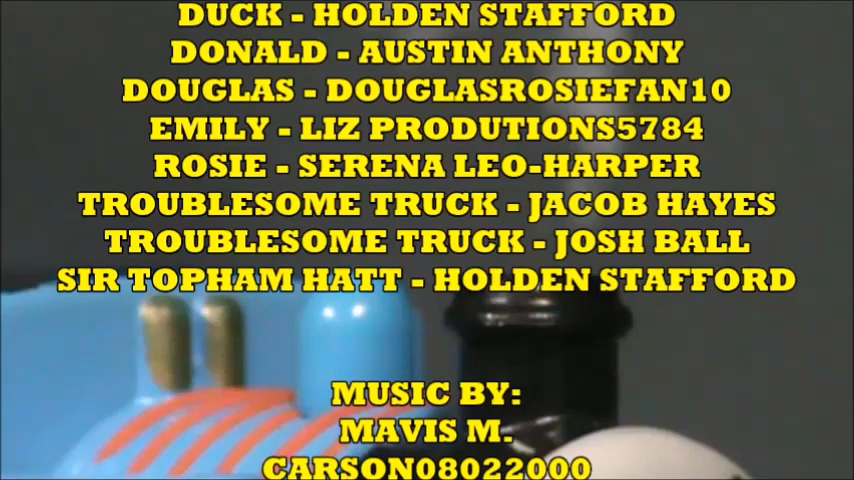 DUCK - HOLDEN STAFFORD
DONALD - AUSTIN ANTHONY
DOUGLAS - DOUGLASROSIEFAN10
EMILY - LIZ PRODUTIONS5784
ROSIE - SERENA LEO-HARPER
TROUBLESOME TRUCK - JACOB HAYES
TROUBLESOME TRUCK - JOSH BALL
SIR TOPHAM HATT - HOLDEN STAFFORD
MUSIC BY:
MAVIS M.
CARSON08022000